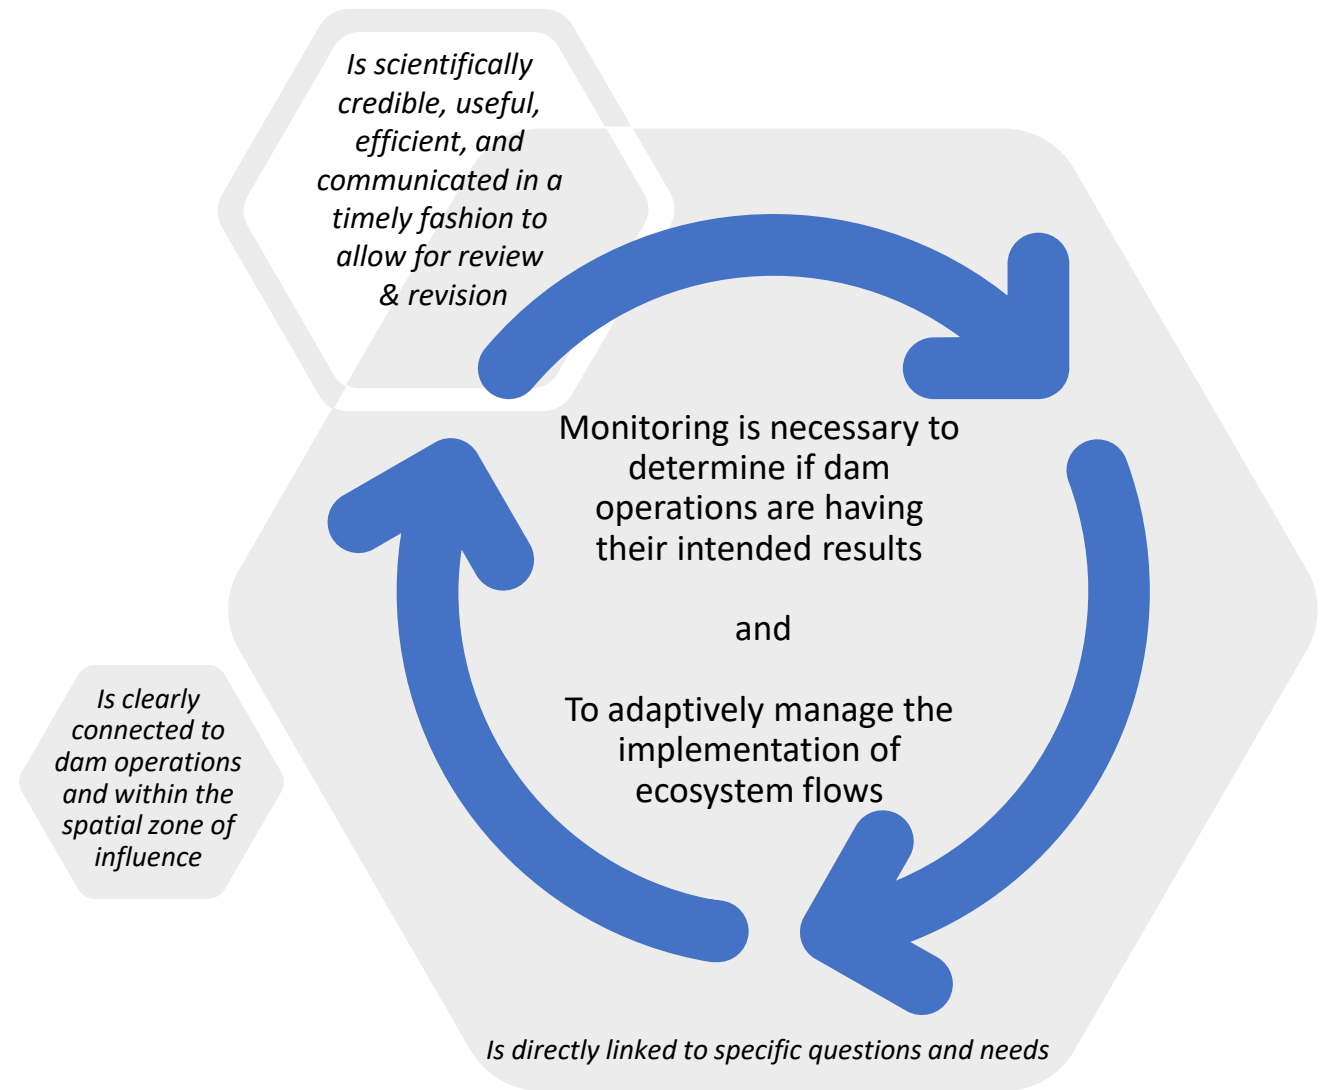 Is scientifically
credible, useful,
efficient, and
communicated in a
timely fashion to
allow for review
& revision
Monitoring is necessary to
determine if dam
operations are having
their intended results
and
To adaptively manage the
implementation of
ecosystem flows
Is clearly
connected to
dam operations
and within the
spatial zone of
influence
Is directly linked to specific questions and needs